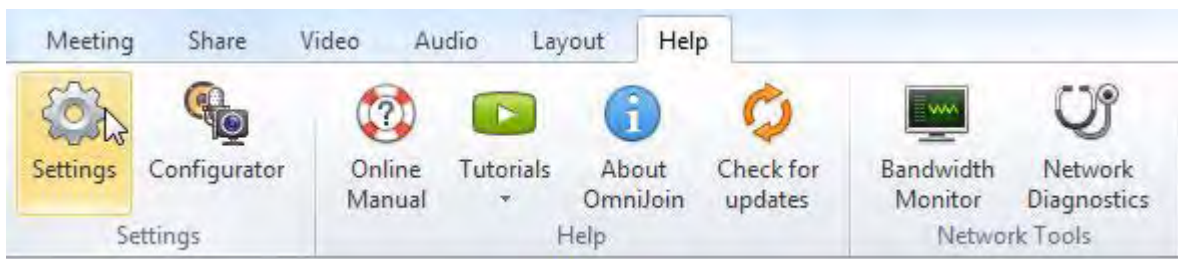 Meeting Share Video Audio Layout Help
Settings Configurator Online Tutorials About Check for Bandwidth Network
Manual OmniJoin updates Monitor Diagnostics
Settings Help Network Tools